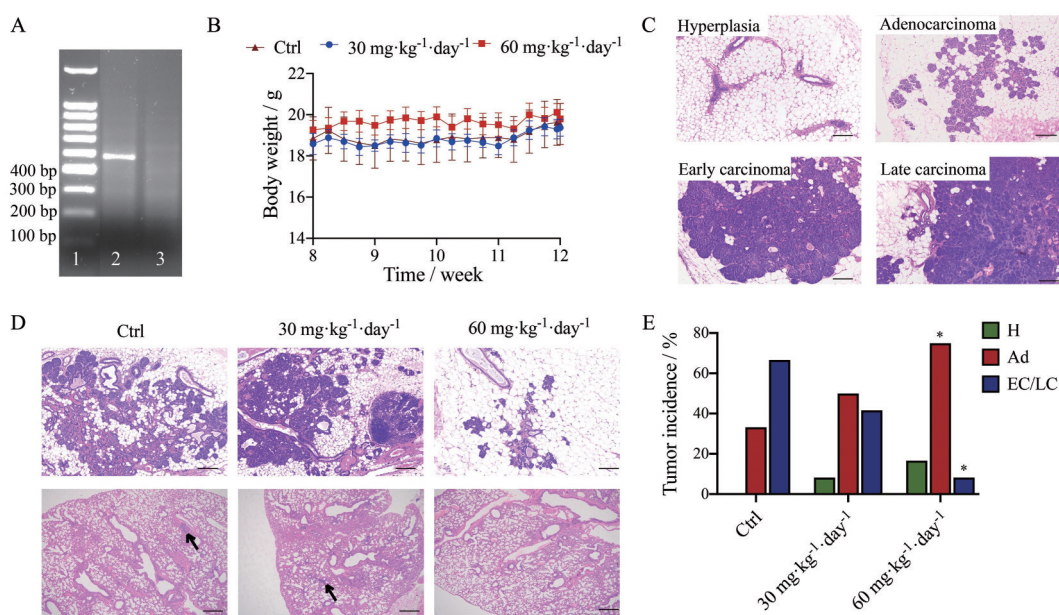 A
400 bp
300 bp
200 bp
100 bp
1 2 3
B
Ctrl 30 mg·kg⁻¹·day⁻¹ 60 mg·kg⁻¹·day⁻¹
Body weight / g
22
20
18
16
14
8 9 10 11 12
Time / week
C
Hyperplasia
Adenocarcinoma
Early carcinoma
Late carcinoma
D
Ctrl 30 mg·kg⁻¹·day⁻¹ 60 mg·kg⁻¹·day⁻¹
E
Tumor incidence / %
80
60
40
20
0
* *
H
Ad
EC/LC
Ctrl
30 mg·kg⁻¹·day⁻¹
60 mg·kg⁻¹·day⁻¹